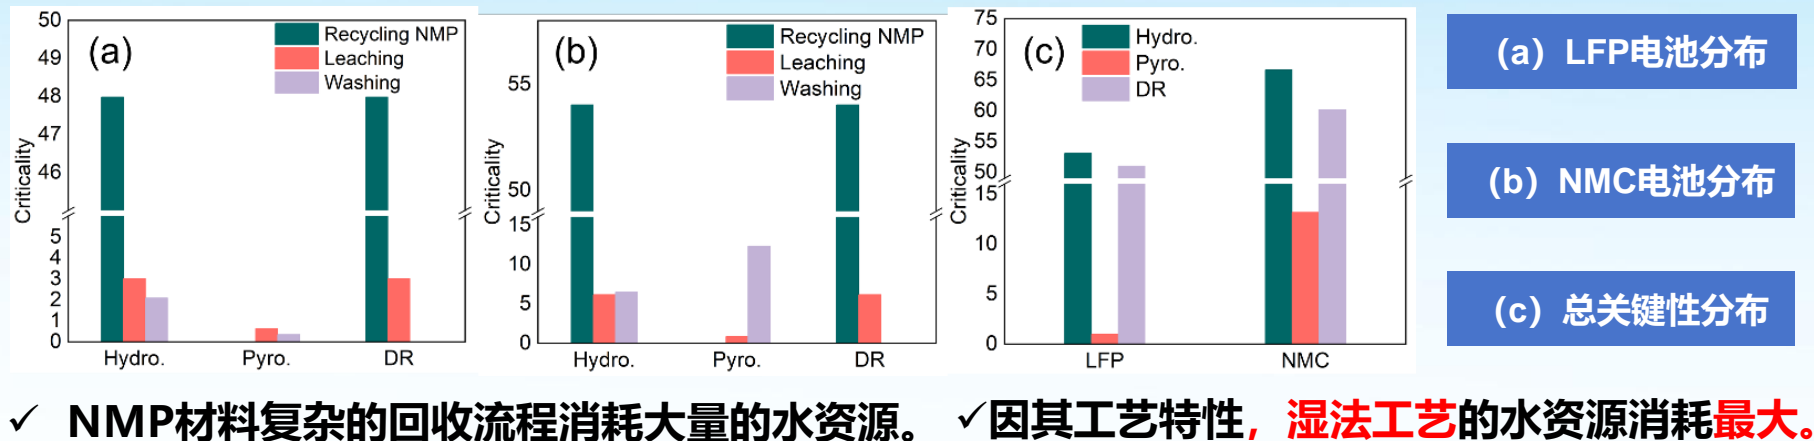 (a)
Recycling NMP
Leaching
Washing
Criticality
50
49
48
47
46
5
4
3
2
1
0
Hydro.
Pyro.
DR
(b)
Recycling NMP
Leaching
Washing
Criticality
55
50
15
10
5
0
Hydro.
Pyro.
DR
(c)
Hydro.
Pyro.
DR
Criticality
75
70
65
60
55
50
15
10
5
0
LFP
NMC
（a）LFP电池分布
（b）NMC电池分布
（c）总关键性分布
✓ NMP材料复杂的回收流程消耗大量的水资源。
✓因其工艺特性，湿法工艺的水资源消耗最大。